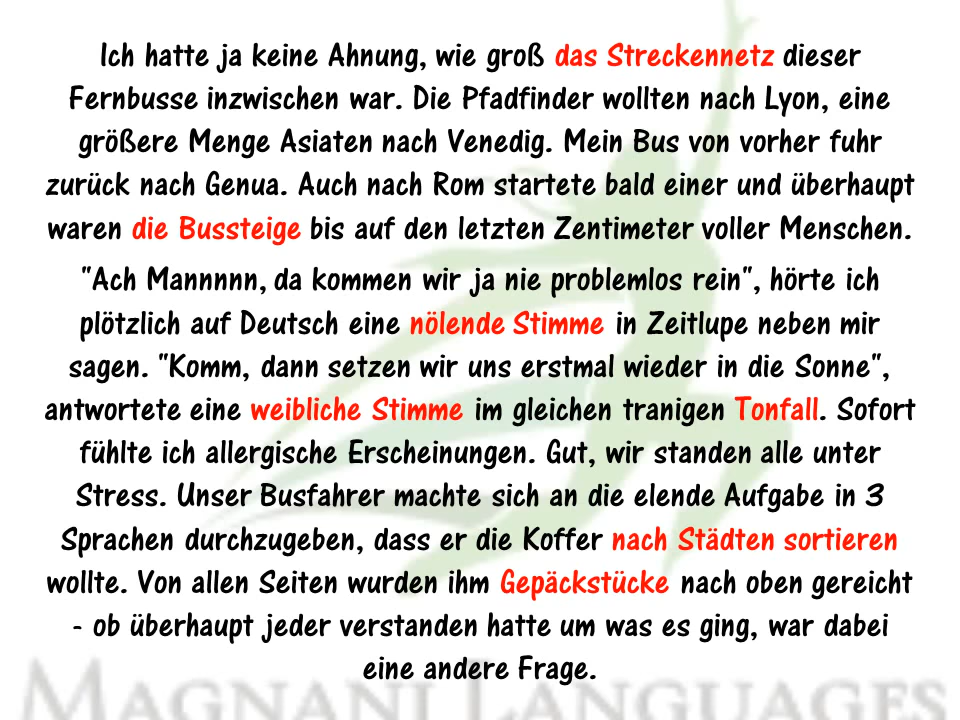 Ich hatte ja keine Ahnung, wie groß das Streckennetz dieser
Fernbusse inzwischen war. Die Pfadfinder wollten nach Lyon, eine
größere Menge Asiaten nach Venedig. Mein Bus von vorher fuhr
zurück nach Genua. Auch nach Rom startete bald einer und überhaupt
waren die Bussteige bis auf den letzten Zentimeter voller Menschen.
"Ach Mannnnn, da kommen wir ja nie problemlos rein", hörte ich
plötzlich auf Deutsch eine nölende Stimme in Zeitlupe neben mir
sagen. "Komm, dann setzen wir uns erstmal wieder in die Sonne",
antwortete eine weibliche Stimme im gleichen tranigen Tonfall. Sofort
fühlte ich allergische Erscheinungen. Gut, wir standen alle unter
Stress. Unser Busfahrer machte sich an die elende Aufgabe in 3
Sprachen durchzugeben, dass er die Koffer nach Städten sortieren
wollte. Von allen Seiten wurden ihm Gepäckstücke nach oben gereicht
- ob überhaupt jeder verstanden hatte um was es ging, war dabei
eine andere Frage.
MAGNANI LANGUAGES